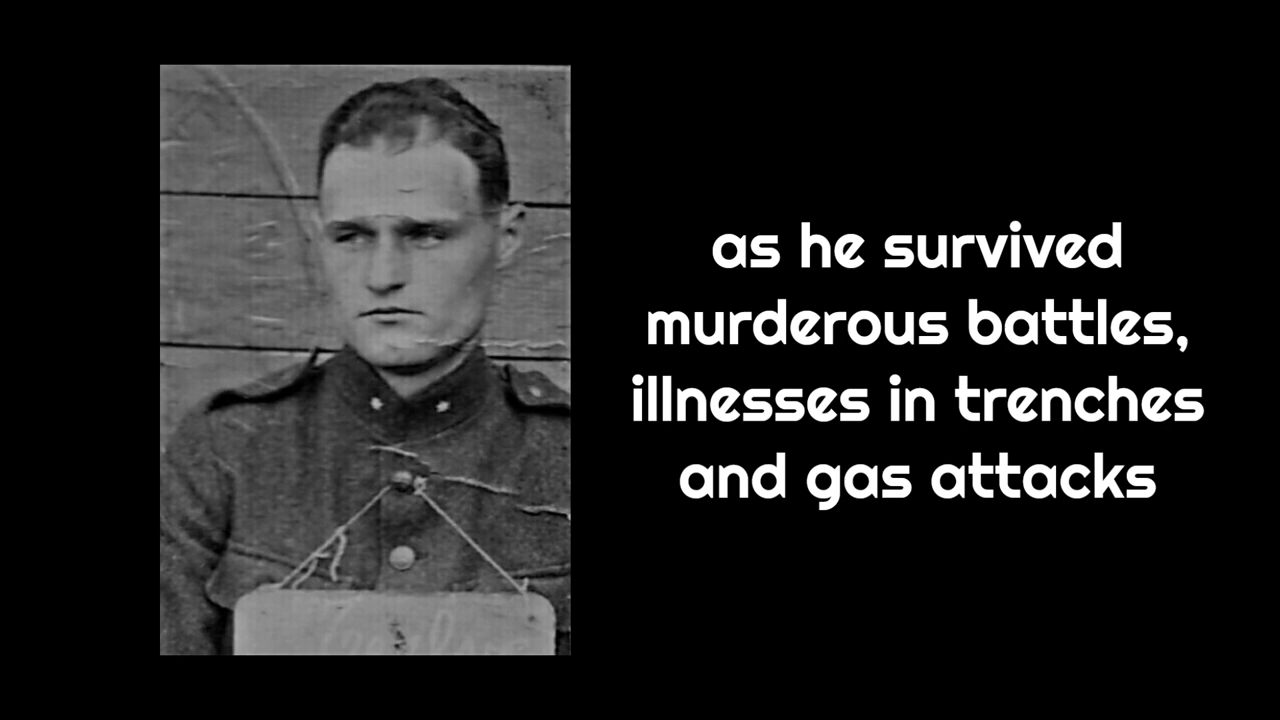 as he survived
murderous battles,
illnesses in trenches
and gas attacks